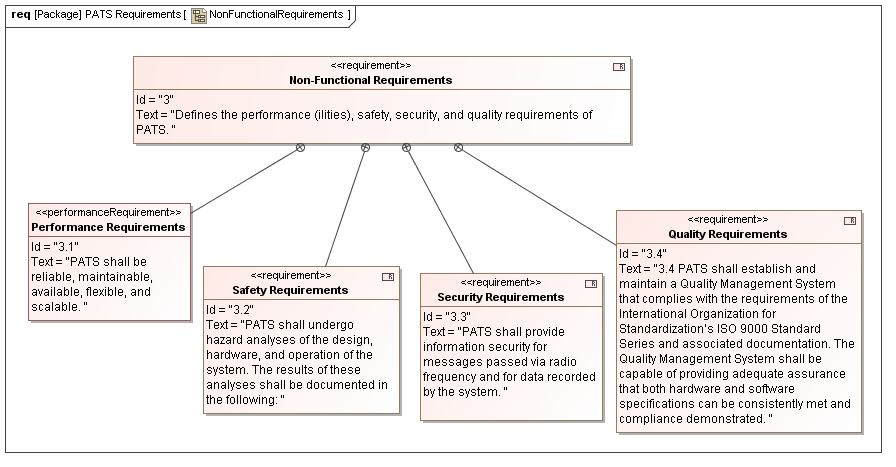 req [Package] PATS Requirements [ NonFunctionalRequirements ]
<<requirement>>
Non-Functional Requirements
Id = "3"
Text = "Defines the performance (ilities), safety, security, and quality requirements of
PATS. "
<<performanceRequirement>>
Performance Requirements
Id = "3.1"
Text = "PATS shall be
reliable, maintainable,
available, flexible, and
scalable. "
<<requirement>>
Safety Requirements
Id = "3.2"
Text = "PATS shall undergo
hazard analyses of the design,
hardware, and operation of the
system. The results of these
analyses shall be documented in
the following: "
<<requirement>>
Security Requirements
Id = "3.3"
Text = "PATS shall provide
information security for
messages passed via radio
frequency and for data recorded
by the system. "
<<requirement>>
Quality Requirements
Id = "3.4"
Text = "3.4 PATS shall establish and
maintain a Quality Management System
that complies with the requirements of the
International Organization for
Standardization's ISO 9000 Standard
Series and associated documentation. The
Quality Management System shall be
capable of providing adequate assurance
that both hardware and software
specifications can be consistently met and
compliance demonstrated. "